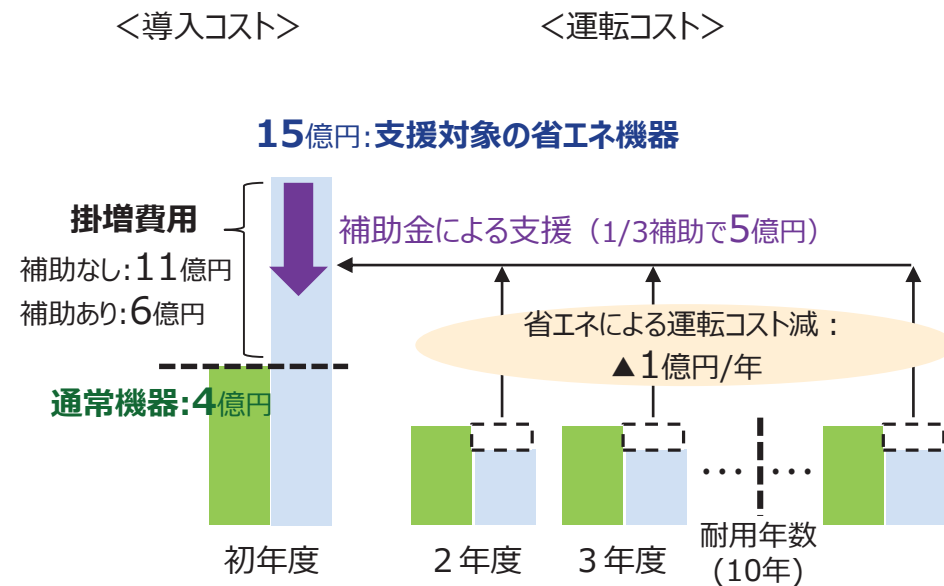 ＜導入コスト＞
＜運転コスト＞
15億円:支援対象の省エネ機器
掛増費用
補助なし:11億円
補助あり:6億円
補助金による支援（1/3補助で5億円）
省エネによる運転コスト減：
▲1億円/年
通常機器:4億円
･･･
･･･
初年度
２年度
３年度
耐用年数
(10年)